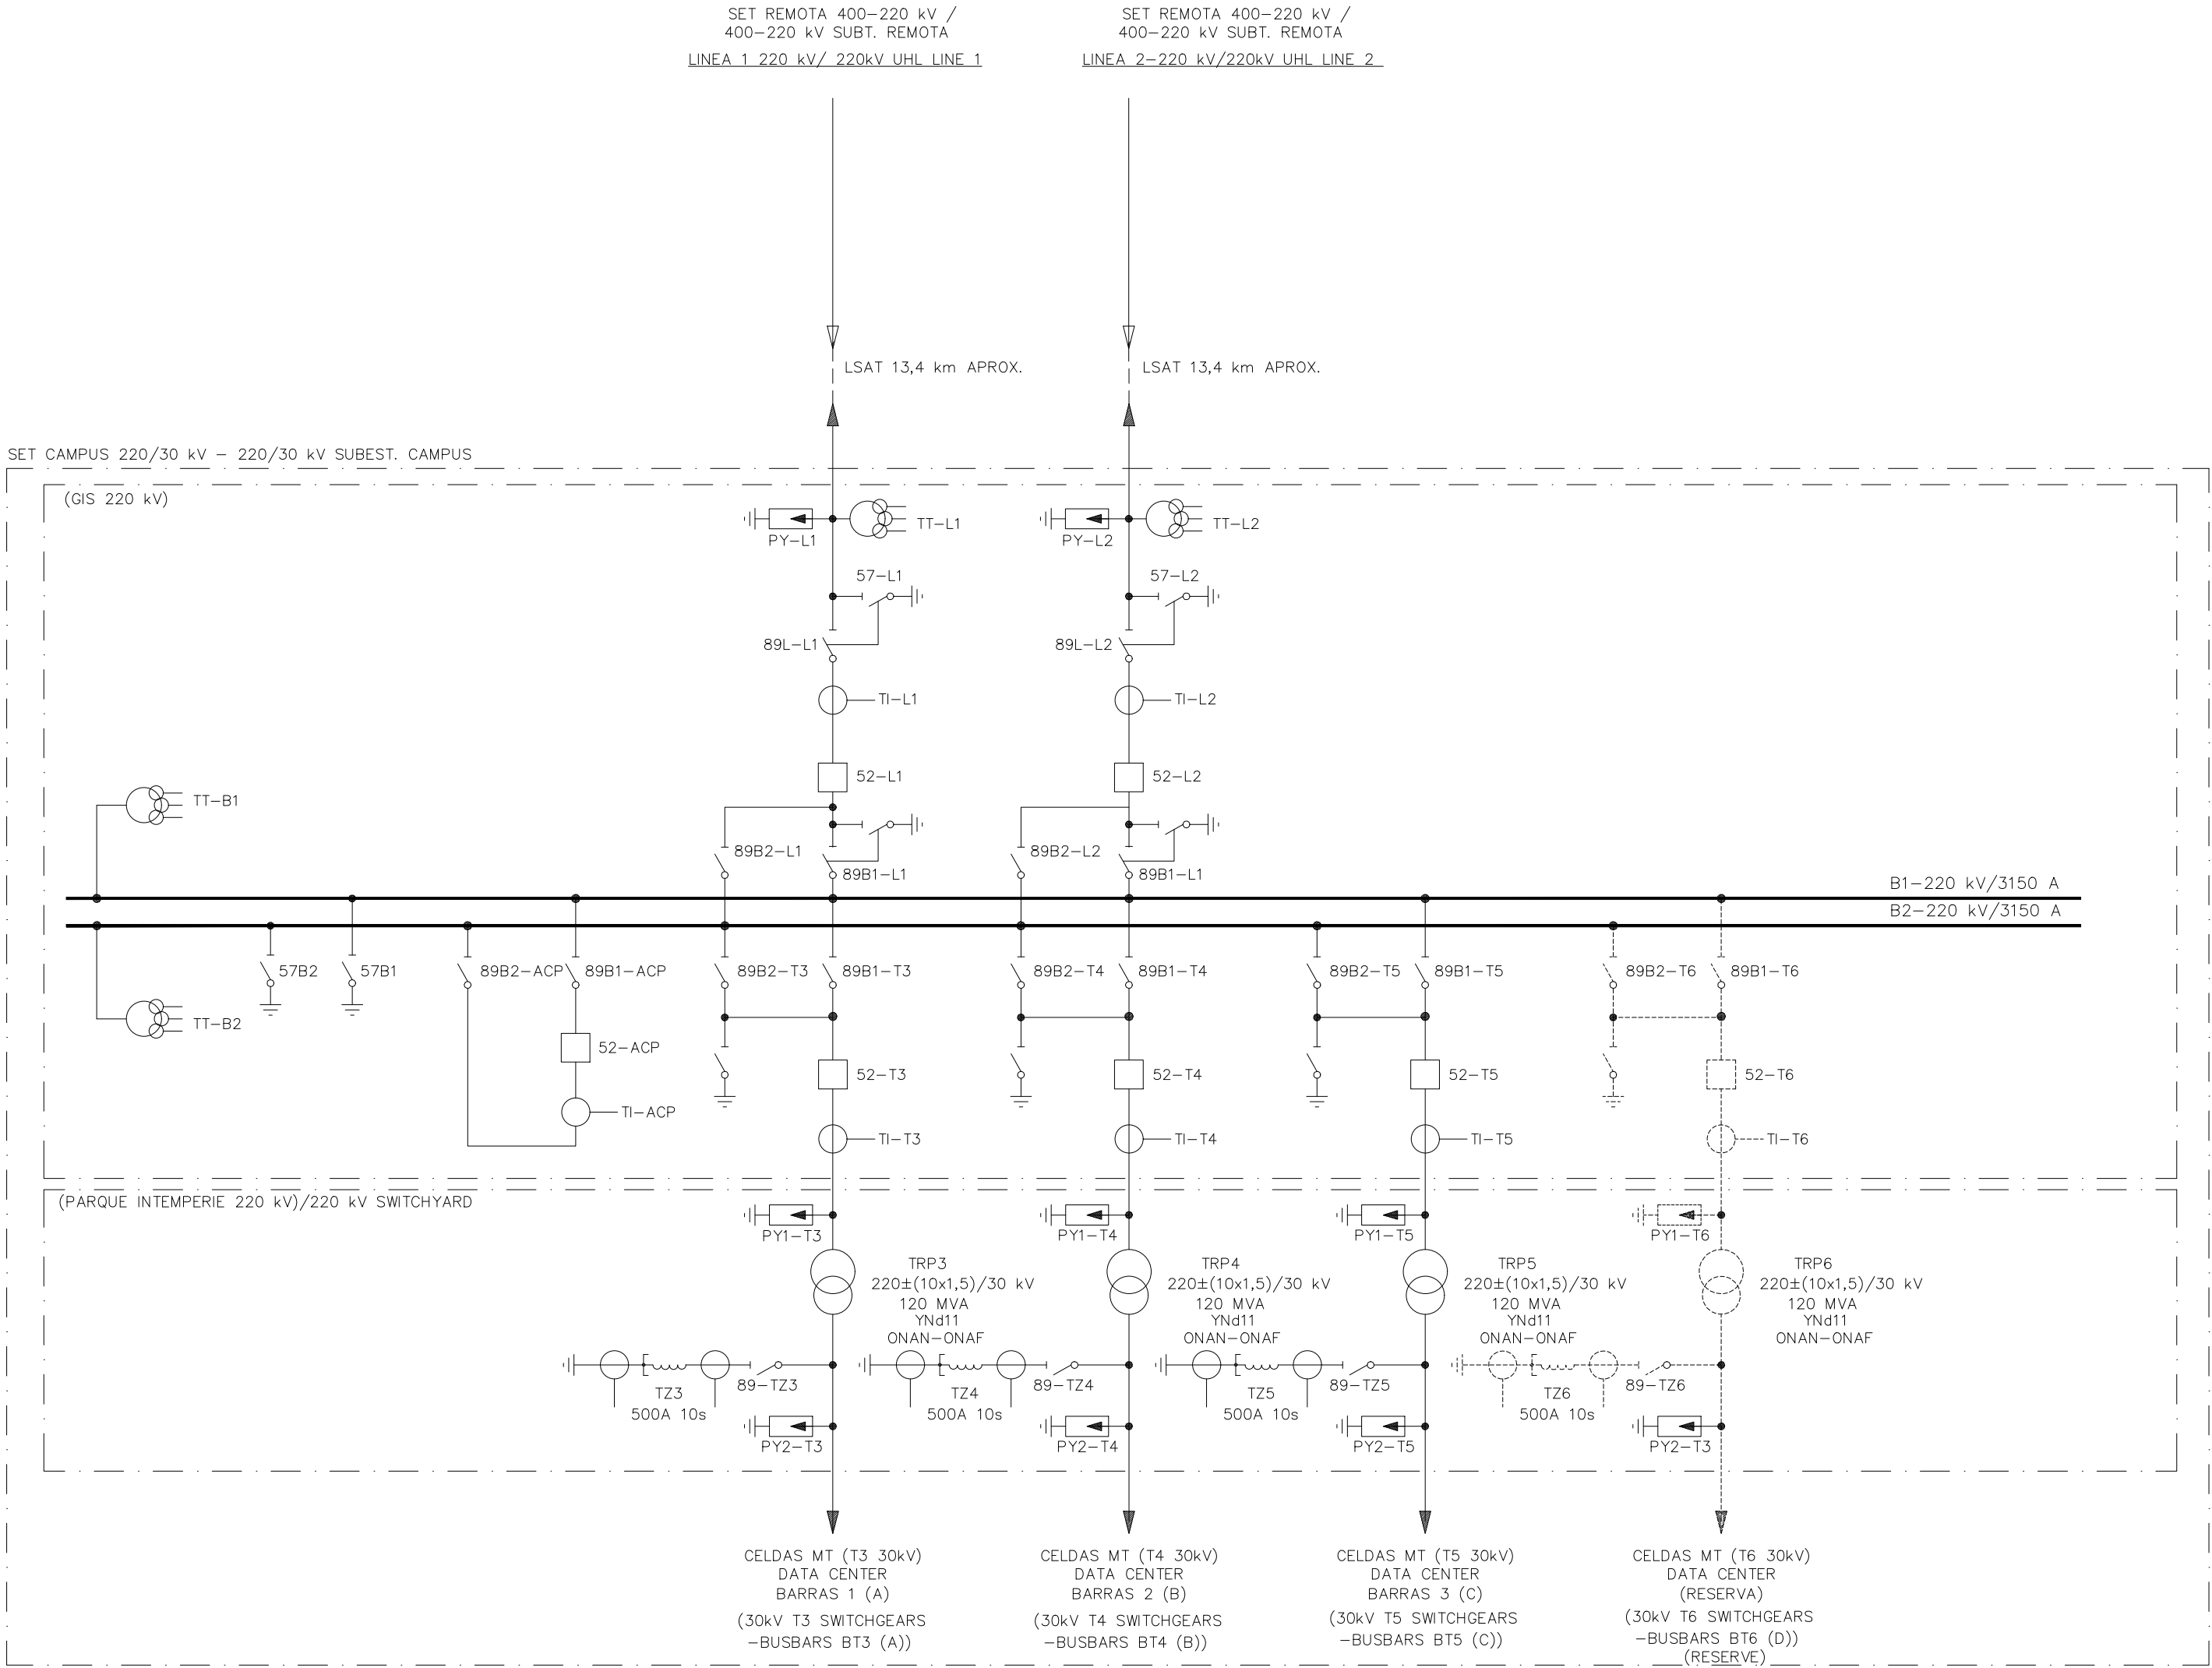 SET REMOTA 400-220 kV /
400-220 kV SUBT. REMOTA
LINEA 1 220 kV/ 220kV UHL LINE 1
SET REMOTA 400-220 kV /
400-220 kV SUBT. REMOTA
LINEA 2-220 kV/220kV UHL LINE 2
LSAT 13,4 km APROX.
LSAT 13,4 km APROX.
SET CAMPUS 220/30 kV - 220/30 kV SUBEST. CAMPUS
(GIS 220 kV)
TT-L1
PY-L1
TT-L2
PY-L2
57-L1
57-L2
89L-L1
89L-L2
TI-L1
TI-L2
52-L1
52-L2
TT-B1
89B2-L1
89B1-L1
89B2-L2
89B1-L1
B1-220 kV/3150 A
B2-220 kV/3150 A
57B2
57B1
89B2-ACP
89B1-ACP
89B2-T3
89B1-T3
89B2-T4
89B1-T4
89B2-T5
89B1-T5
89B2-T6
89B1-T6
TT-B2
52-ACP
52-T3
52-T4
52-T5
52-T6
TI-ACP
TI-T3
TI-T4
TI-T5
TI-T6
(PARQUE INTEMPERIE 220 kV)/220 kV SWITCHYARD
PY1-T3
PY1-T4
PY1-T5
PY1-T6
TRP3
220±(10x1,5)/30 kV
120 MVA
YNd11
ONAN-ONAF
TRP4
220±(10x1,5)/30 kV
120 MVA
YNd11
ONAN-ONAF
TRP5
220±(10x1,5)/30 kV
120 MVA
YNd11
ONAN-ONAF
TRP6
220±(10x1,5)/30 kV
120 MVA
YNd11
ONAN-ONAF
TZ3
500A 10s
89-TZ3
TZ4
500A 10s
89-TZ4
TZ5
500A 10s
89-TZ5
TZ6
500A 10s
89-TZ6
PY2-T3
PY2-T4
PY2-T5
PY2-T3
CELDAS MT (T3 30kV)
DATA CENTER
BARRAS 1 (A)
(30kV T3 SWITCHGEARS
-BUSBARS BT3 (A))
CELDAS MT (T4 30kV)
DATA CENTER
BARRAS 2 (B)
(30kV T4 SWITCHGEARS
-BUSBARS BT4 (B))
CELDAS MT (T5 30kV)
DATA CENTER
BARRAS 3 (C)
(30kV T5 SWITCHGEARS
-BUSBARS BT5 (C))
CELDAS MT (T6 30kV)
DATA CENTER
(RESERVA)
(30kV T6 SWITCHGEARS
-BUSBARS BT6 (D))
(RESERVE)